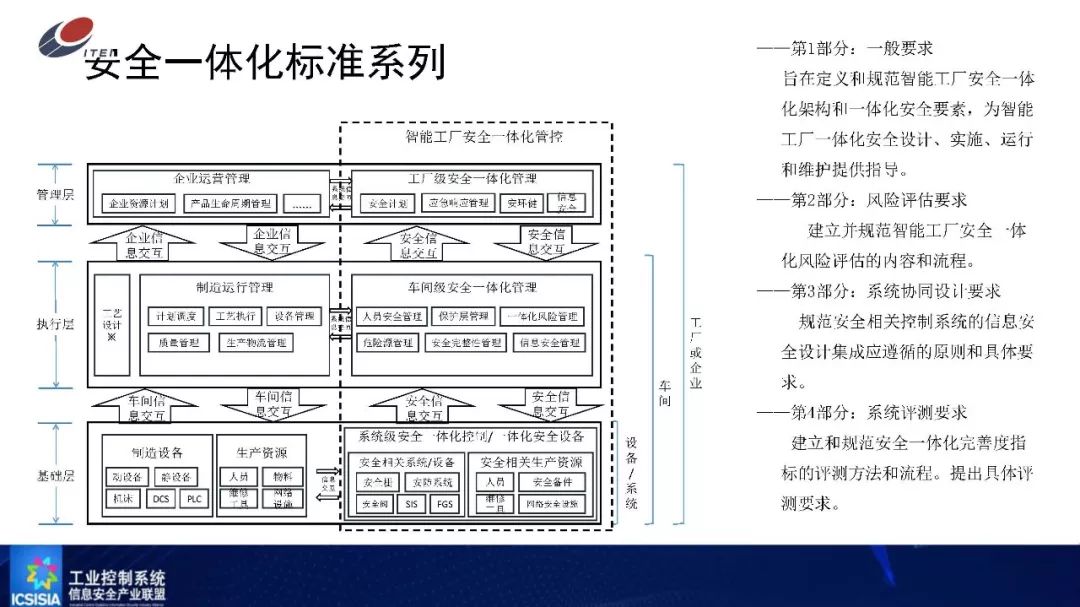 ITEI
安全一体化标准系列
智能工厂安全一体化管控
管理层
企业运营管理
企业资源计划
产品生命周期管理
......
工厂级安全一体化管理
安全计划
应急响应管理
安环健
信息
安全
企业信
息交互
企业信
息交互
安全信
息交互
安全信
息交互
执行层
工艺
设计
※
制造运行管理
计划调度
工艺执行
设备管理
质量管理
生产物流管理
车间级安全一体化管理
人员安全管理
保护层管理
一体化风险管理
危险源管理
安全完整性管理
信息安全管理
车间信
息交互
车间信
息交互
安全信
息交互
安全信
息交互
基础层
制造设备
动设备
静设备
机床
DCS
PLC
生产资源
人员
物料
维修
工具
网络
设施
信息
交互
系统级安全一体化控制/一体化安全设备
安全相关系统/设备
安全栅
安防系统
安全阀
SIS
FGS
安全相关生产资源
人员
安全备件
维修
工具
网络安全设施
设备/系统
车间
工厂或企业
——第1部分：一般要求
旨在定义和规范智能工厂安全一体
化架构和一体化安全要素，为智能
工厂一体化安全设计、实施、运行
和维护提供指导。
——第2部分：风险评估要求
建立并规范智能工厂安全一体
化风险评估的内容和流程。
——第3部分：系统协同设计要求
规范安全相关控制系统的信息安
全设计集成应遵循的原则和具体要
求。
——第4部分：系统评测要求
建立和规范安全一体化完善度指
标的评测方法和流程。提出具体评
测要求。
ICSISIA
工业控制系统
信息安全产业联盟